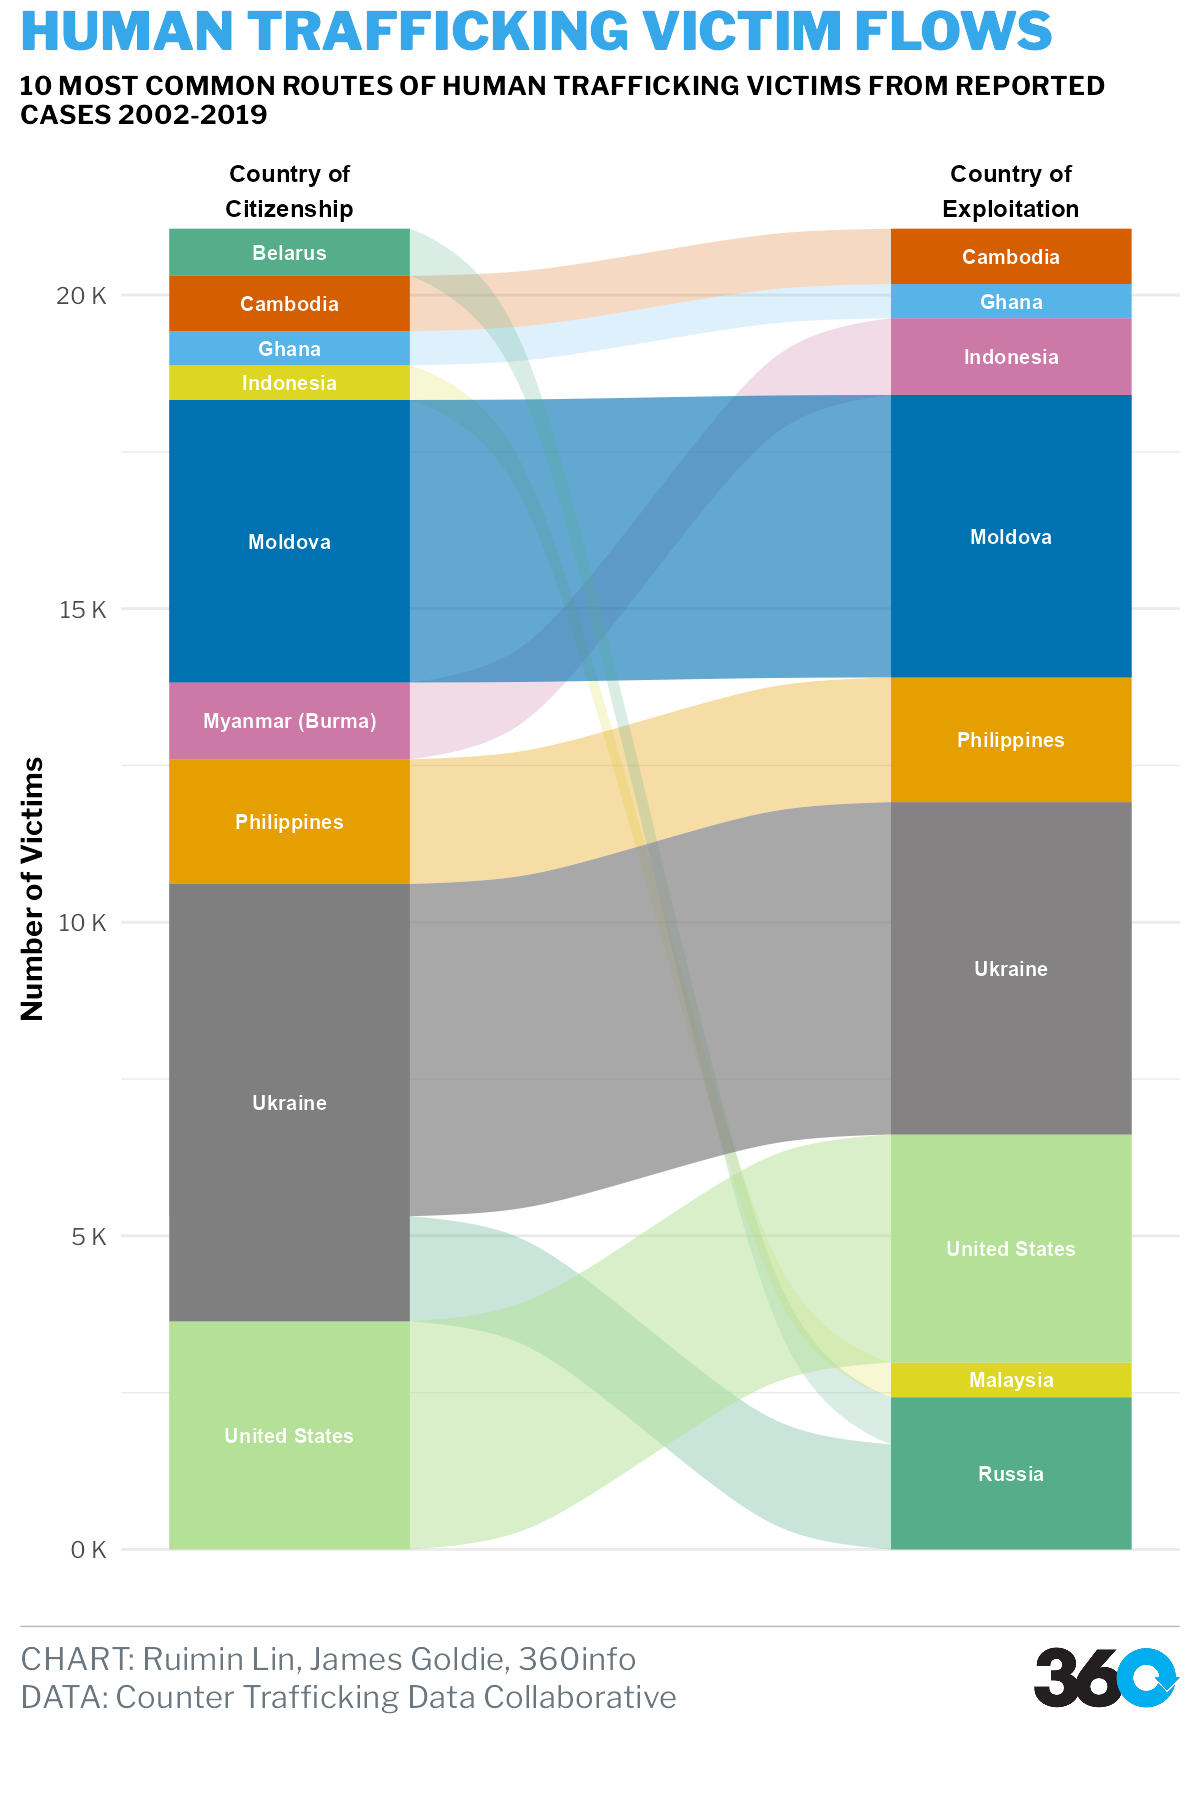 HUMAN TRAFFICKING VICTIM FLOWS
10 MOST COMMON ROUTES OF HUMAN TRAFFICKING VICTIMS FROM REPORTED
CASES 2002-2019
Country of
Citizenship
Country of
Exploitation
Number of Victims
20 K
15 K
10 K
5 K
0 K
Belarus
Cambodia
Ghana
Indonesia
Moldova
Myanmar (Burma)
Philippines
Ukraine
United States
Cambodia
Ghana
Indonesia
Moldova
Philippines
Ukraine
United States
Malaysia
Russia
CHART: Ruimin Lin, James Goldie, 360info
DATA: Counter Trafficking Data Collaborative
360